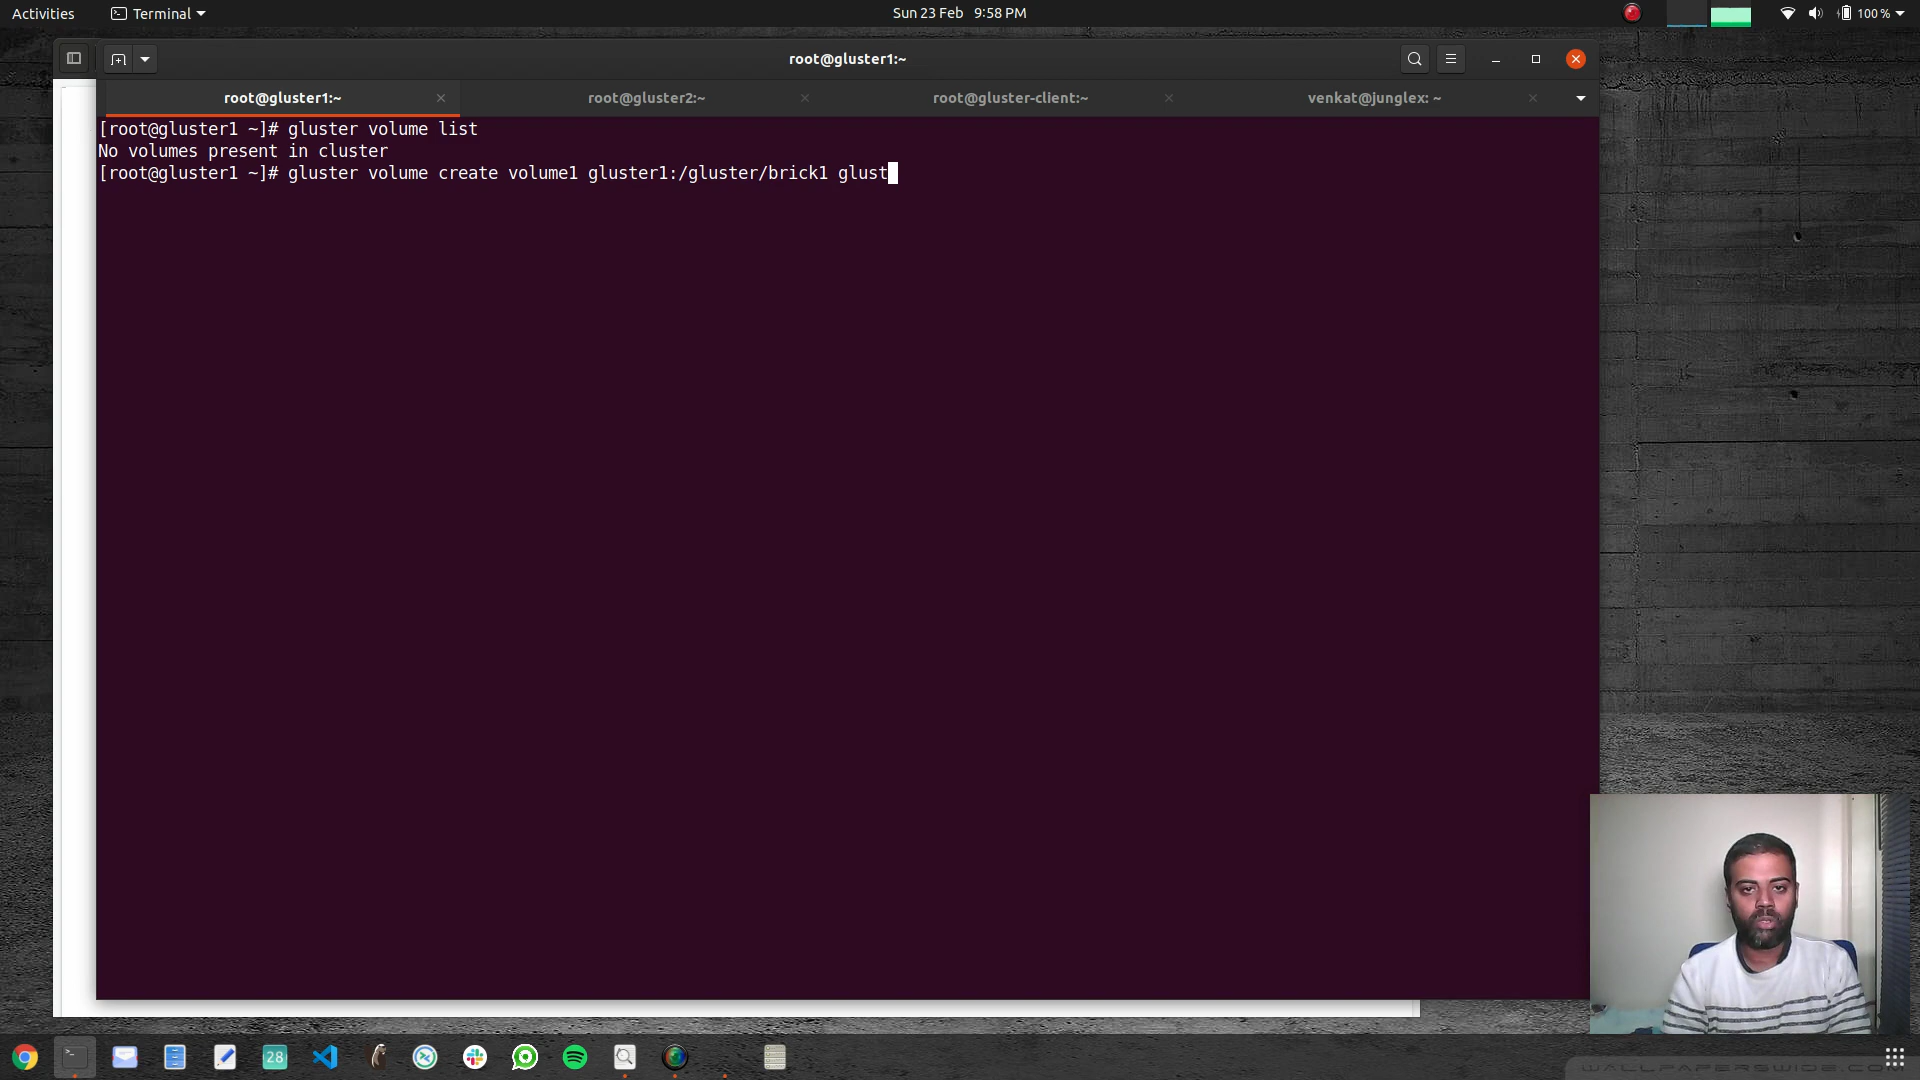 Activities
Terminal
Sun 23 Feb 9:58 PM
100 %
root@gluster1:~
root@gluster1:~
root@gluster2:~
root@gluster-client:~
venkat@junglex: ~
[root@gluster1 ~]# gluster volume list
No volumes present in cluster
[root@gluster1 ~]# gluster volume create volume1 gluster1:/gluster/brick1 glust
28
WALLPAPERSWIDE.COM